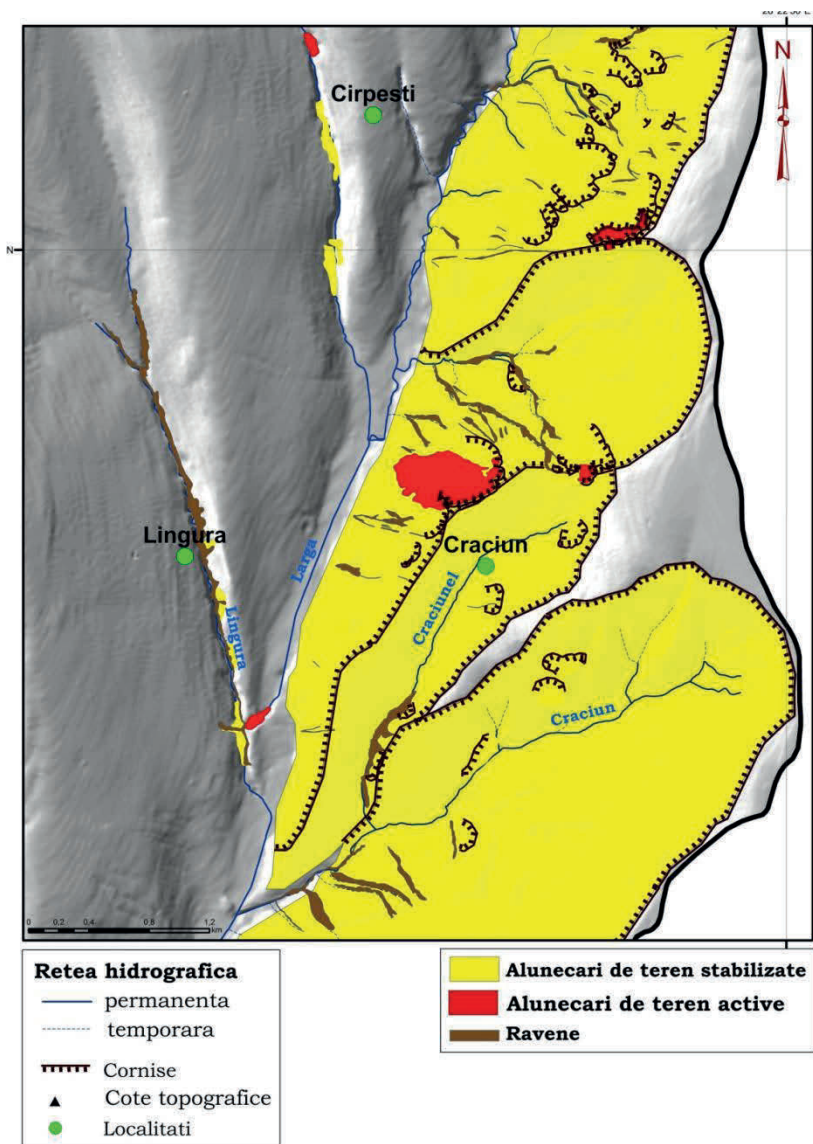 N
Cirpesti
N
Lingura
Larga
Craciun
Craciunel
Lingura
Craciun
0 0,2 0,4 0,8 1,2
km
Retea hidrografica
permanenta
temporara
Cornise
Cote topografice
Localitati
Alunecari de teren stabilizate
Alunecari de teren active
Ravene